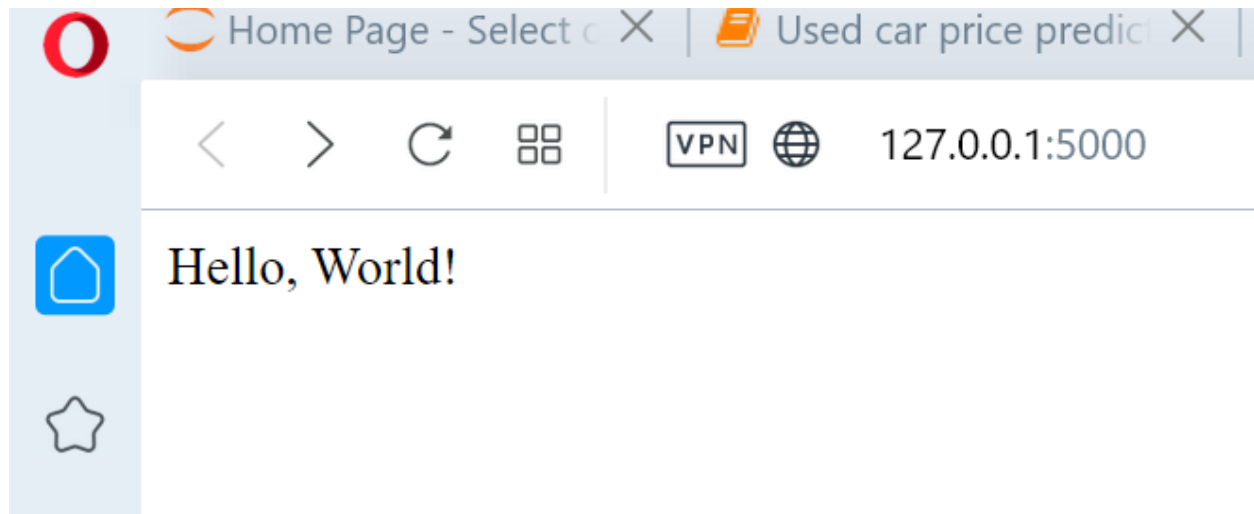 Home Page - Select c
Used car price predic
VPN
127.0.0.1:5000
Hello, World!